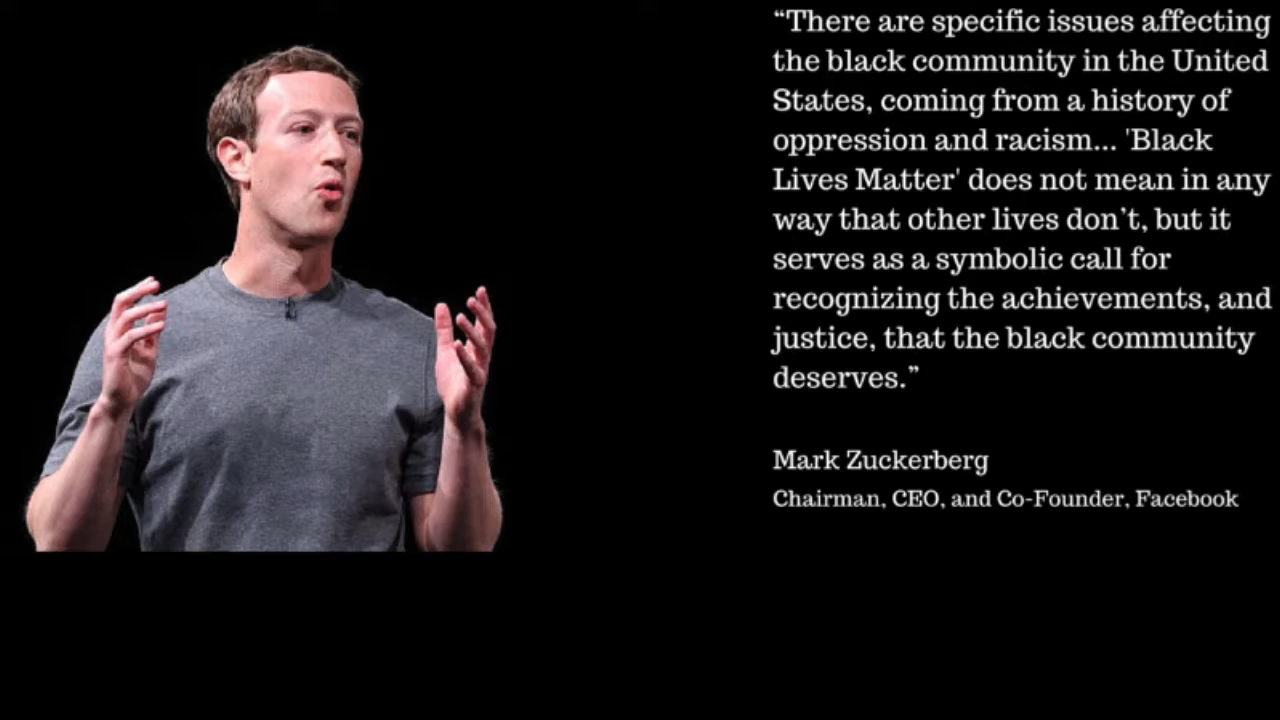 “There are specific issues affecting
the black community in the United
States, coming from a history of
oppression and racism... 'Black
Lives Matter' does not mean in any
way that other lives don’t, but it
serves as a symbolic call for
recognizing the achievements, and
justice, that the black community
deserves.”
Mark Zuckerberg
Chairman, CEO, and Co-Founder, Facebook